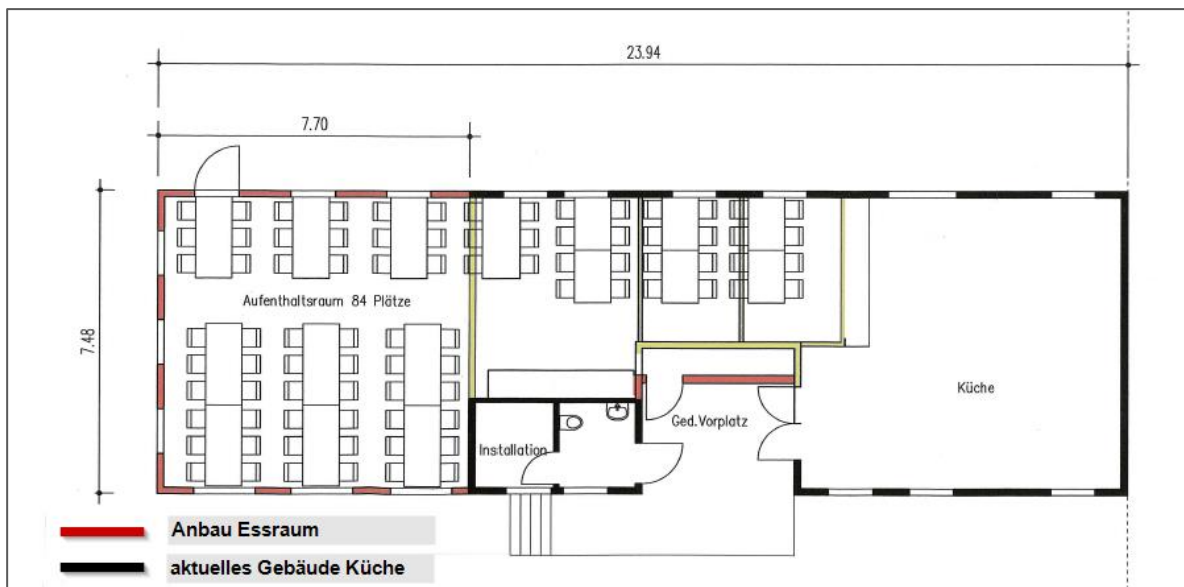 23.94
7.70
7.48
Aufenthaltsraum 84 Plätze
Küche
Ged.Vorplatz
Installation
Anbau Essraum
aktuelles Gebäude Küche